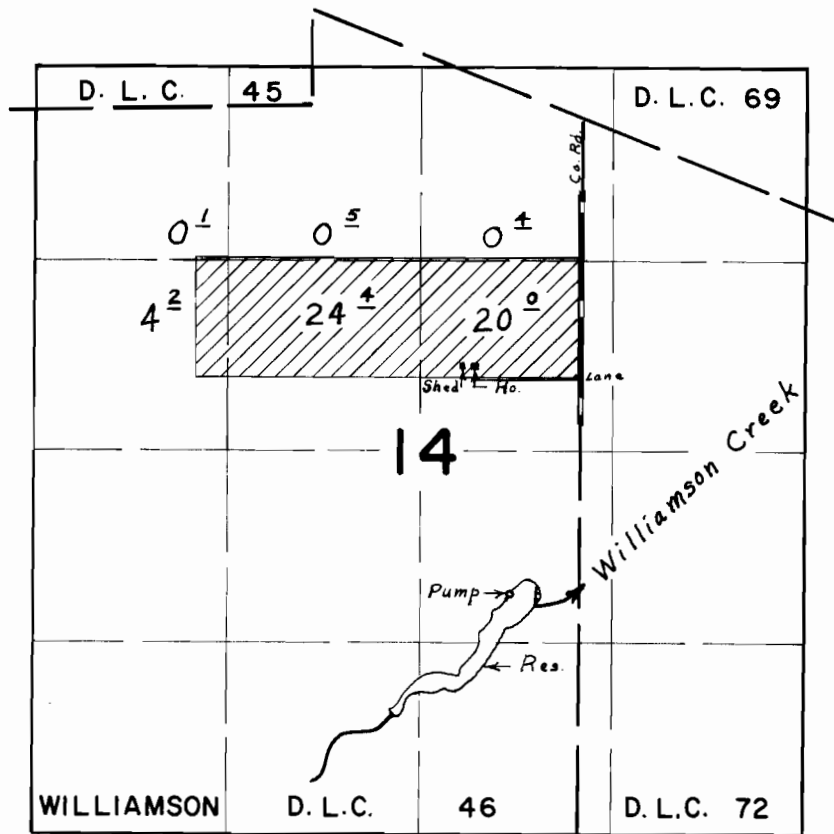 D. L. C. 45
D. L. C. 69
Co. Rd.
0 1
0 5
0 4
4 2
24 4
20 0
Shed
Ho.
Lane
14
Williamson Creek
Pump
Res.
WILLIAMSON D. L. C. 46
D. L. C. 72